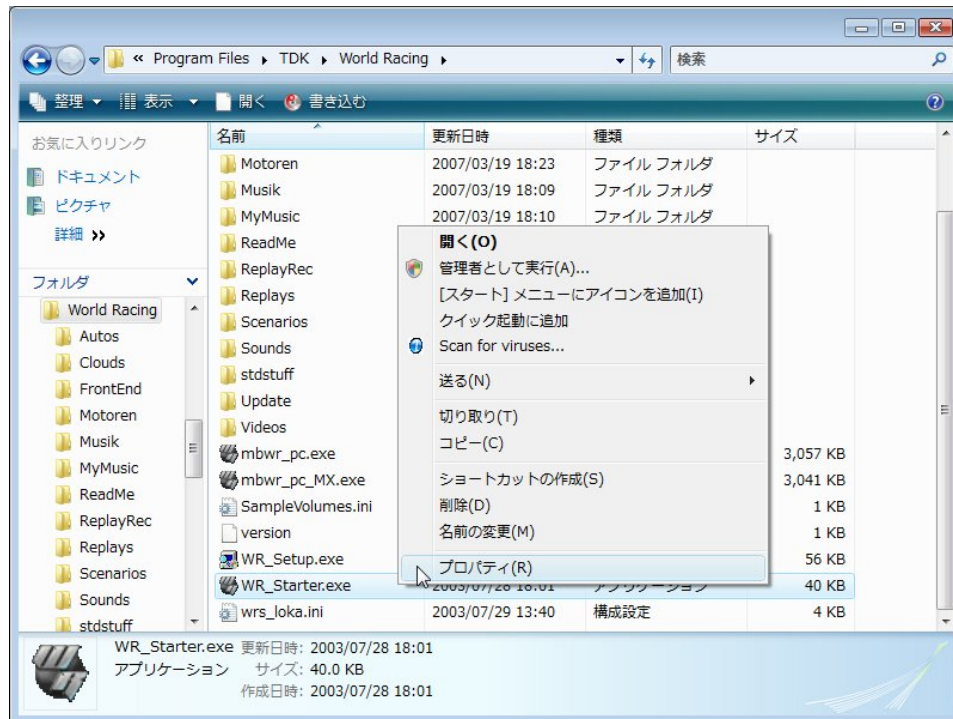 « Program Files ▸ TDK ▸ World Racing ▸
検索
整理 表示 開く 書き込む
お気に入りリンク
ドキュメント
ピクチャ
詳細 »
フォルダ
World Racing
Autos
Clouds
FrontEnd
Motoren
Musik
MyMusic
ReadMe
ReplayRec
Replays
Scenarios
Sounds
stdstuff
名前 更新日時 種類 サイズ
Motoren 2007/03/19 18:23 ファイル フォルダ
Musik 2007/03/19 18:09 ファイル フォルダ
MyMusic 2007/03/19 18:10 ファイル フォルダ
ReadMe
ReplayRec
Replays
Scenarios
Sounds
stdstuff
Update
Videos
mbwr_pc.exe 3,057 KB
mbwr_pc_MX.exe 3,041 KB
SampleVolumes.ini 1 KB
version 1 KB
WR_Setup.exe 56 KB
WR_Starter.exe 2003/07/28 18:01 アプリケーション 40 KB
wrs_loka.ini 2003/07/29 13:40 構成設定 4 KB
開く(O)
管理者として実行(A)...
[スタート] メニューにアイコンを追加(I)
クイック起動に追加
Scan for viruses...
送る(N)
切り取り(T)
コピー(C)
ショートカットの作成(S)
削除(D)
名前の変更(M)
プロパティ(R)
WR_Starter.exe 更新日時: 2003/07/28 18:01
アプリケーション サイズ: 40.0 KB
作成日時: 2003/07/28 18:01